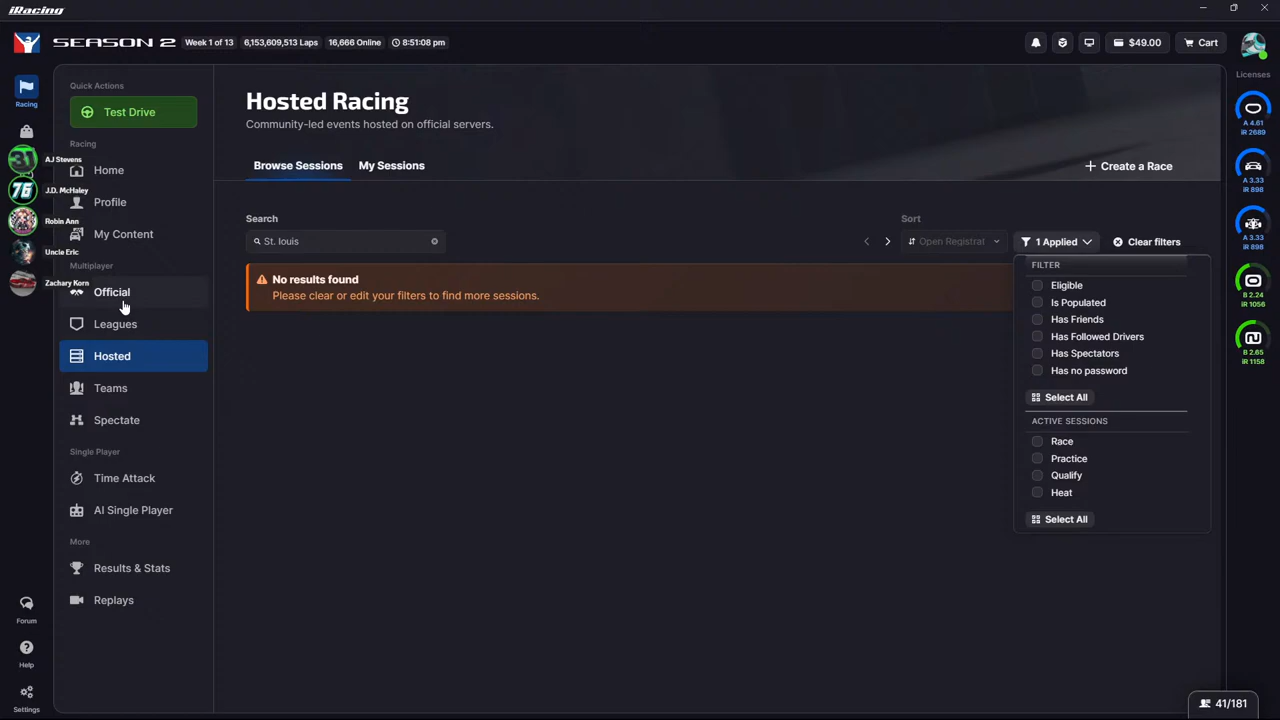 iRacing
SEASON 2
Week 1 of 13
6,153,609,513 Laps
16,666 Online
8:51:08 pm
$49.00
Cart
Racing
Quick Actions
Test Drive
Racing
Home
Profile
My Content
Multiplayer
Official
Leagues
Hosted
Teams
Spectate
Single Player
Time Attack
AI Single Player
More
Results & Stats
Replays
31
A.J Stevens
76
J.D. McHaley
Robin Ann
Uncle Eric
Zachary Korn
Forum
Help
Settings
Hosted Racing
Community-led events hosted on official servers.
Browse Sessions
My Sessions
Create a Race
Search
St. louis
Sort
Open Registrat
1 Applied
Clear filters
No results found
Please clear or edit your filters to find more sessions.
FILTER
Eligible
Is Populated
Has Friends
Has Followed Drivers
Has Spectators
Has no password
Select All
ACTIVE SESSIONS
Race
Practice
Qualify
Heat
Select All
Licenses
A 4.61
iR 2689
A 3.33
iR 898
A 3.33
iR 898
B 2.24
iR 1056
B 2.65
iR 1158
41/181